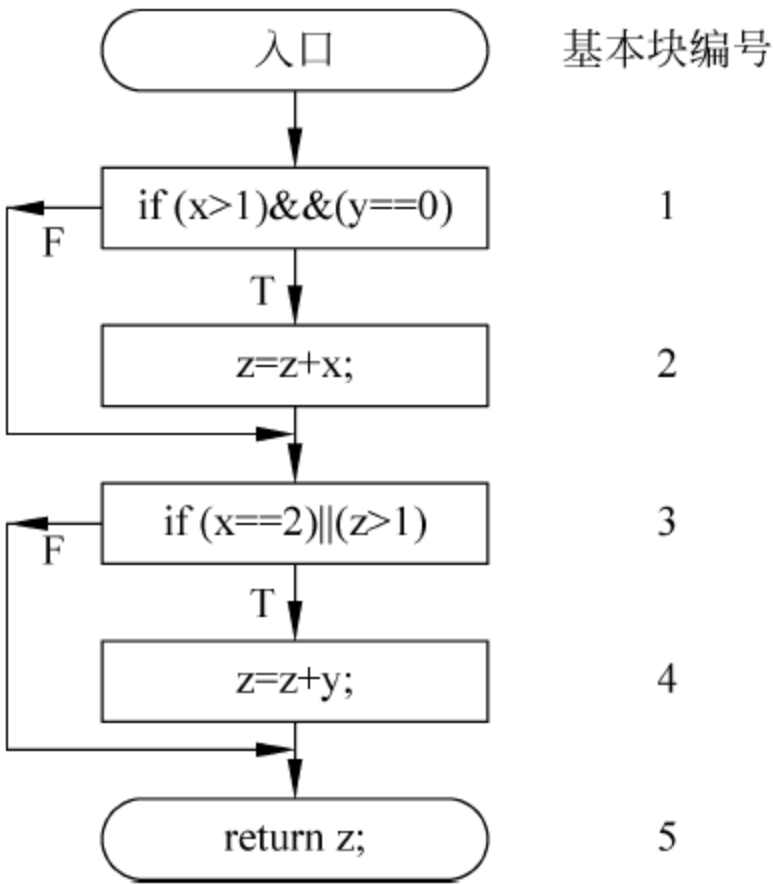 入口 基本块编号
if (x>1)&&(y==0) 1
F
T
z=z+x; 2
if (x==2)||(z>1) 3
F
T
z=z+y; 4
return z; 5